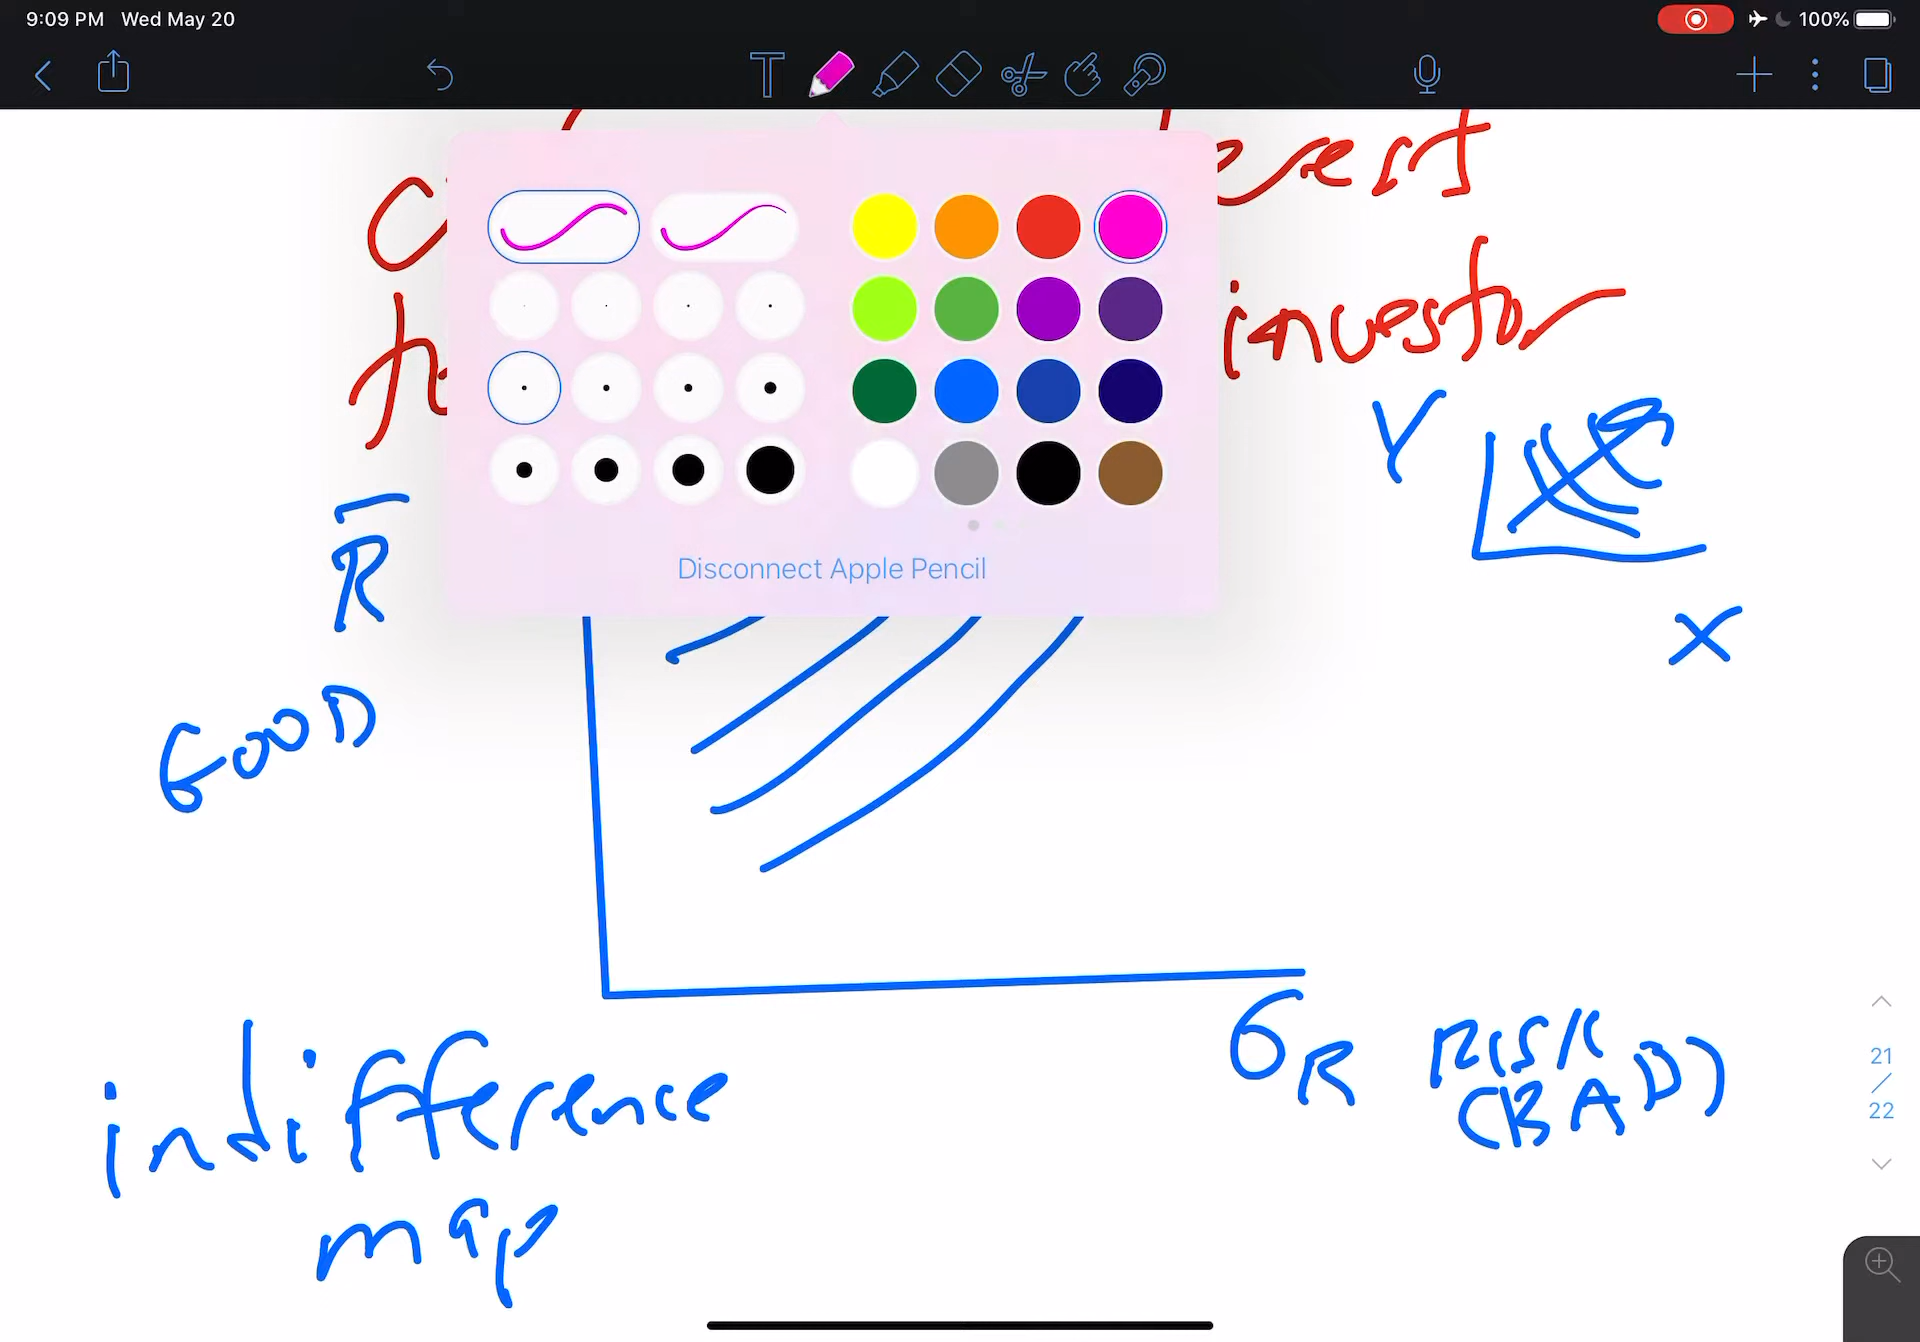 9:09 PM Wed May 20
100%
T
investor
Y
R
X
GOOD
σR RISK
(BAD)
indifference
map
Disconnect Apple Pencil
21
/
22